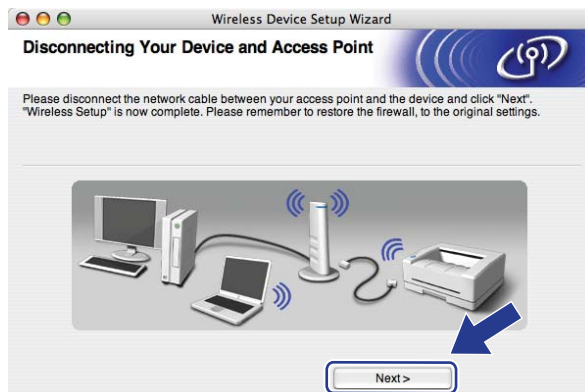 Wireless Device Setup Wizard
Disconnecting Your Device and Access Point
Please disconnect the network cable between your access point and the device and click "Next".
"Wireless Setup" is now complete. Please remember to restore the firewall, to the original settings.
Next >